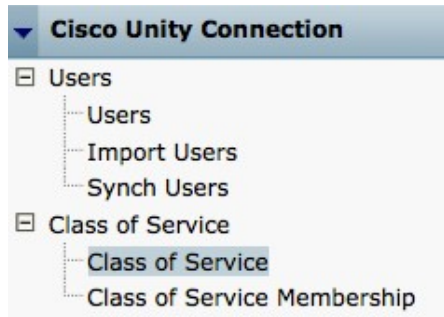 Cisco Unity Connection
Users
Users
Import Users
Synch Users
Class of Service
Class of Service
Class of Service Membership